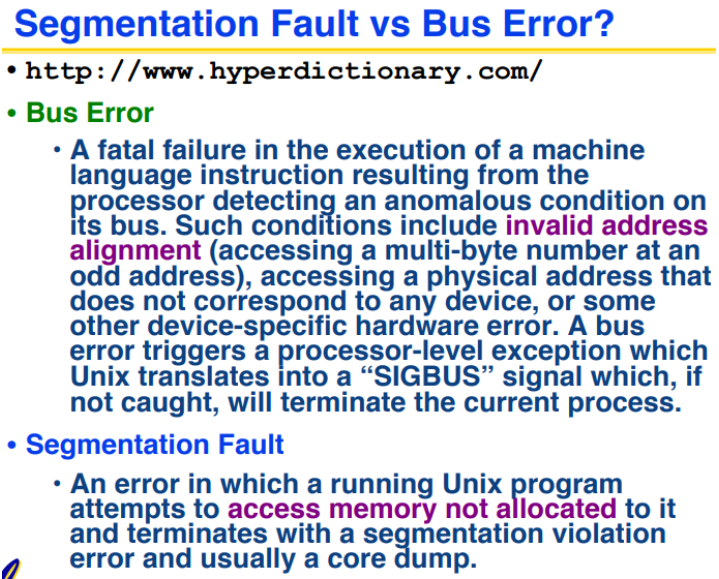 Segmentation Fault vs Bus Error?
• http://www.hyperdictionary.com/
• Bus Error
• A fatal failure in the execution of a machine
language instruction resulting from the
processor detecting an anomalous condition on
its bus. Such conditions include invalid address
alignment (accessing a multi-byte number at an
odd address), accessing a physical address that
does not correspond to any device, or some
other device-specific hardware error. A bus
error triggers a processor-level exception which
Unix translates into a “SIGBUS” signal which, if
not caught, will terminate the current process.
• Segmentation Fault
• An error in which a running Unix program
attempts to access memory not allocated to it
and terminates with a segmentation violation
error and usually a core dump.